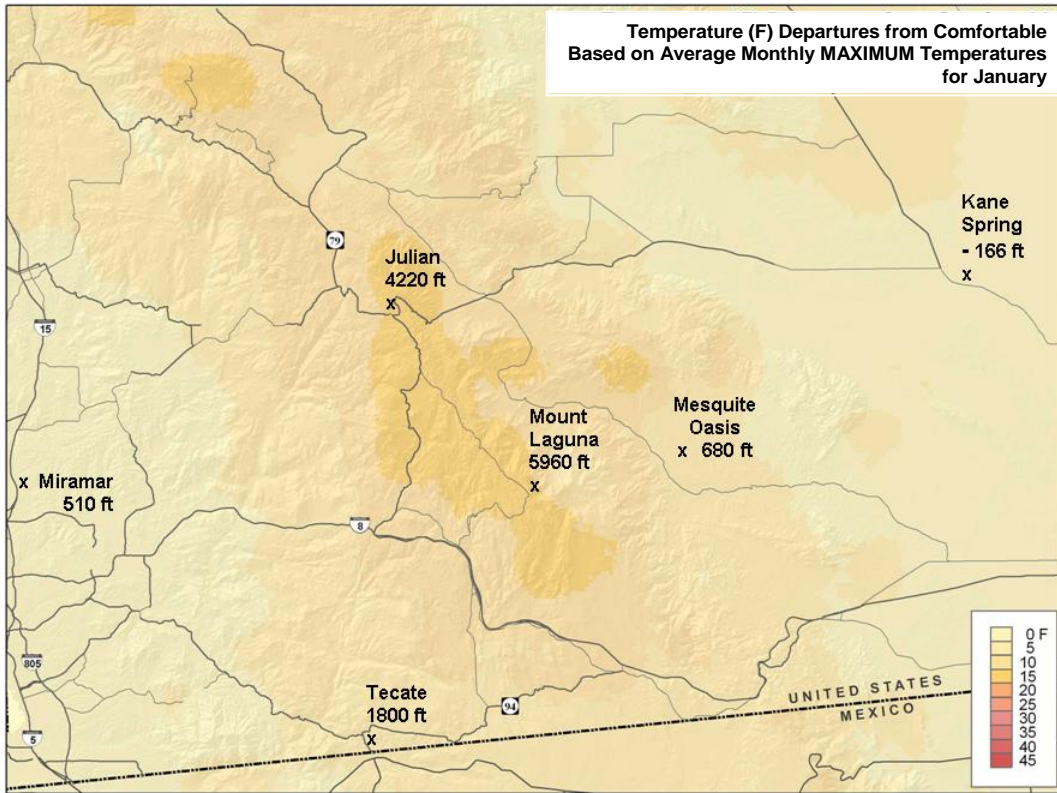 Temperature (F) Departures from Comfortable
Based on Average Monthly MAXIMUM Temperatures
for January
Kane
Spring
- 166 ft
x
79
Julian
4220 ft
x
15
Mount
Laguna
5960 ft
x
Mesquite
Oasis
x 680 ft
x Miramar
510 ft
8
805
5
Tecate
1800 ft
x
94
UNITED STATES
MEXICO
0 F
5
10
15
20
25
30
35
40
45